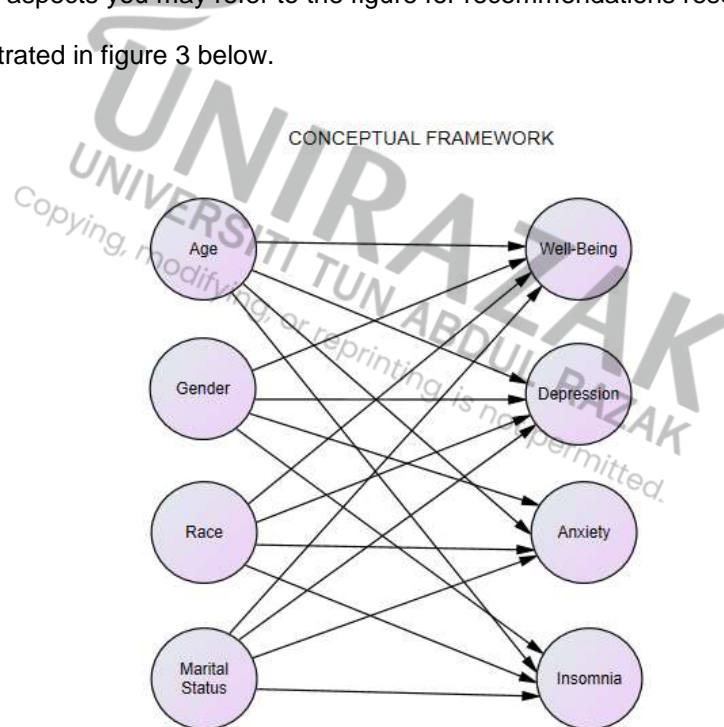 aspects you may refer to the figure for recommendations
trated in figure 3 below.
UNIRAZAK
UNIVERSITI TUN ABDUL RAZAK
Copying, modifying, or reprinting, is not permitted.
CONCEPTUAL FRAMEWORK
Age
Well-Being
Gender
Depression
Race
Anxiety
Marital
Status
Insomnia